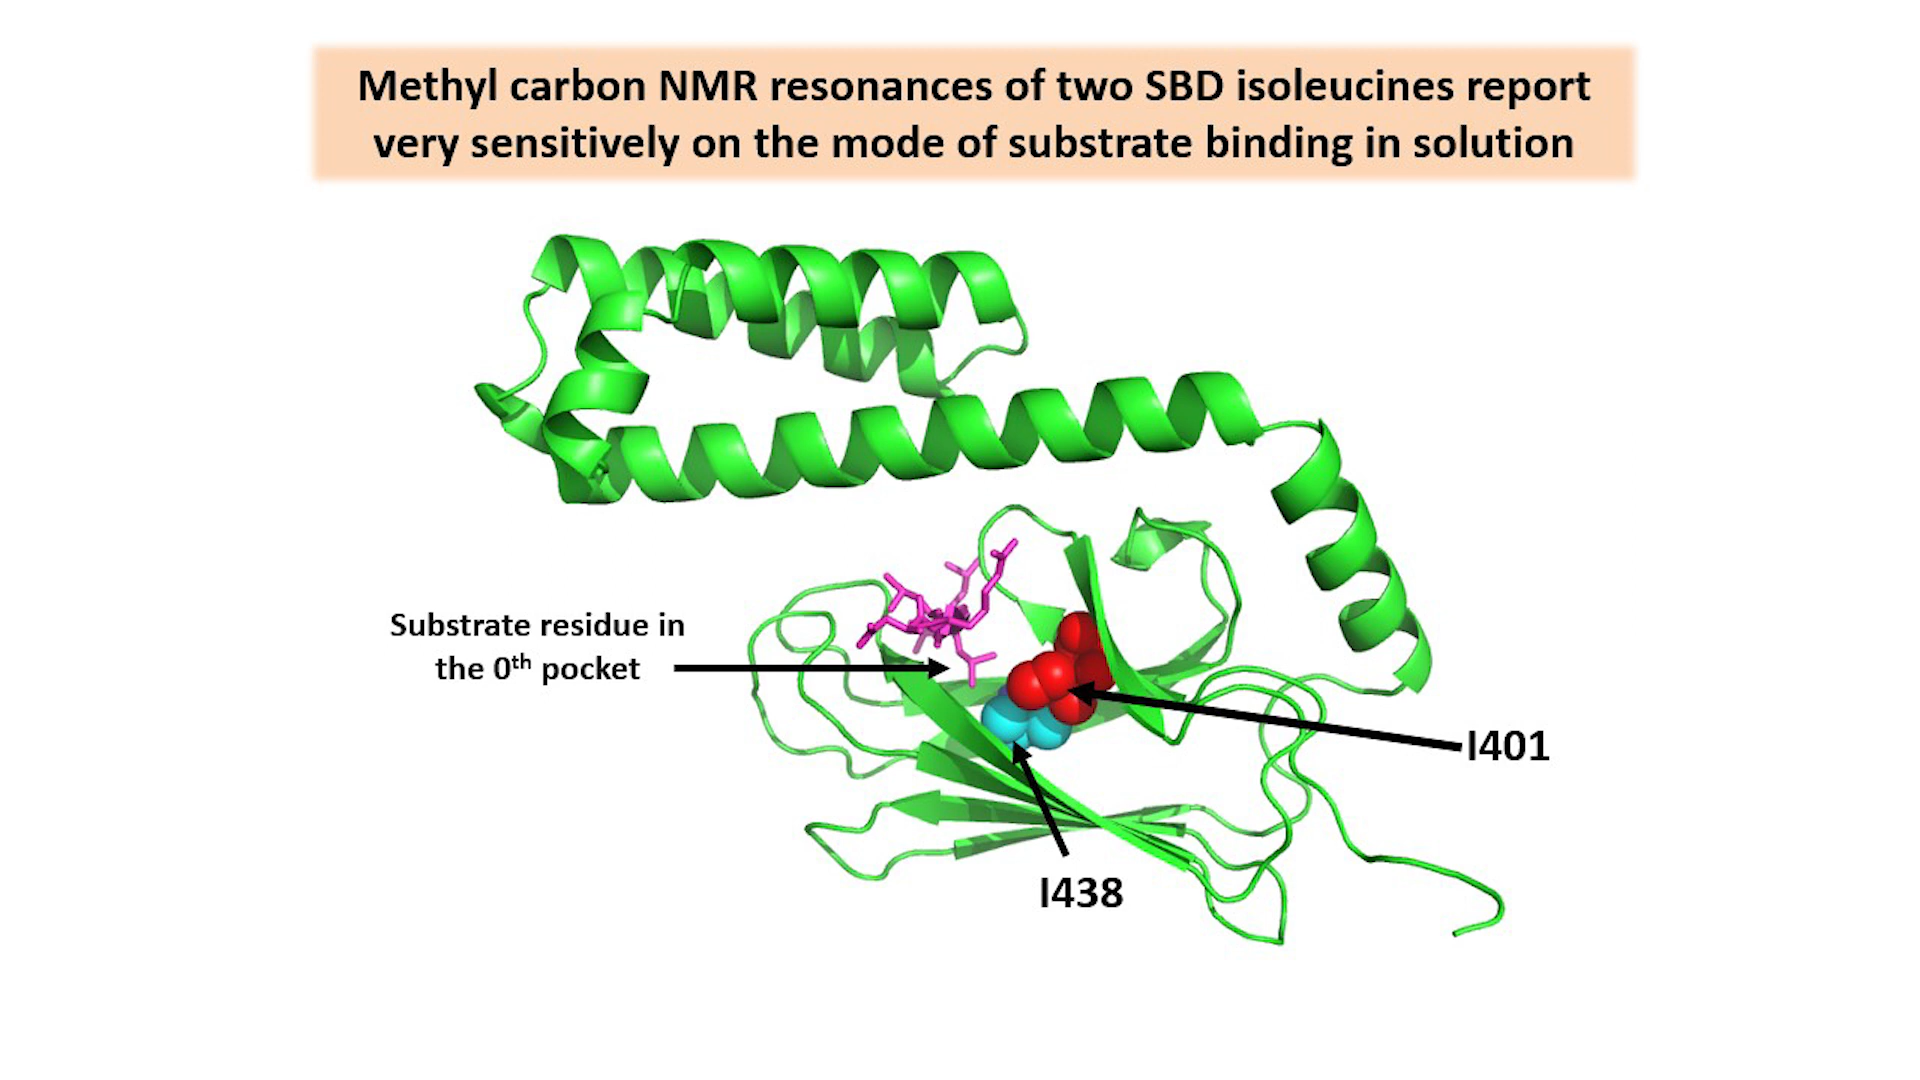 Methyl carbon NMR resonances of two SBD isoleucines report
very sensitively on the mode of substrate binding in solution
Substrate residue in
the 0th pocket
I401
I438